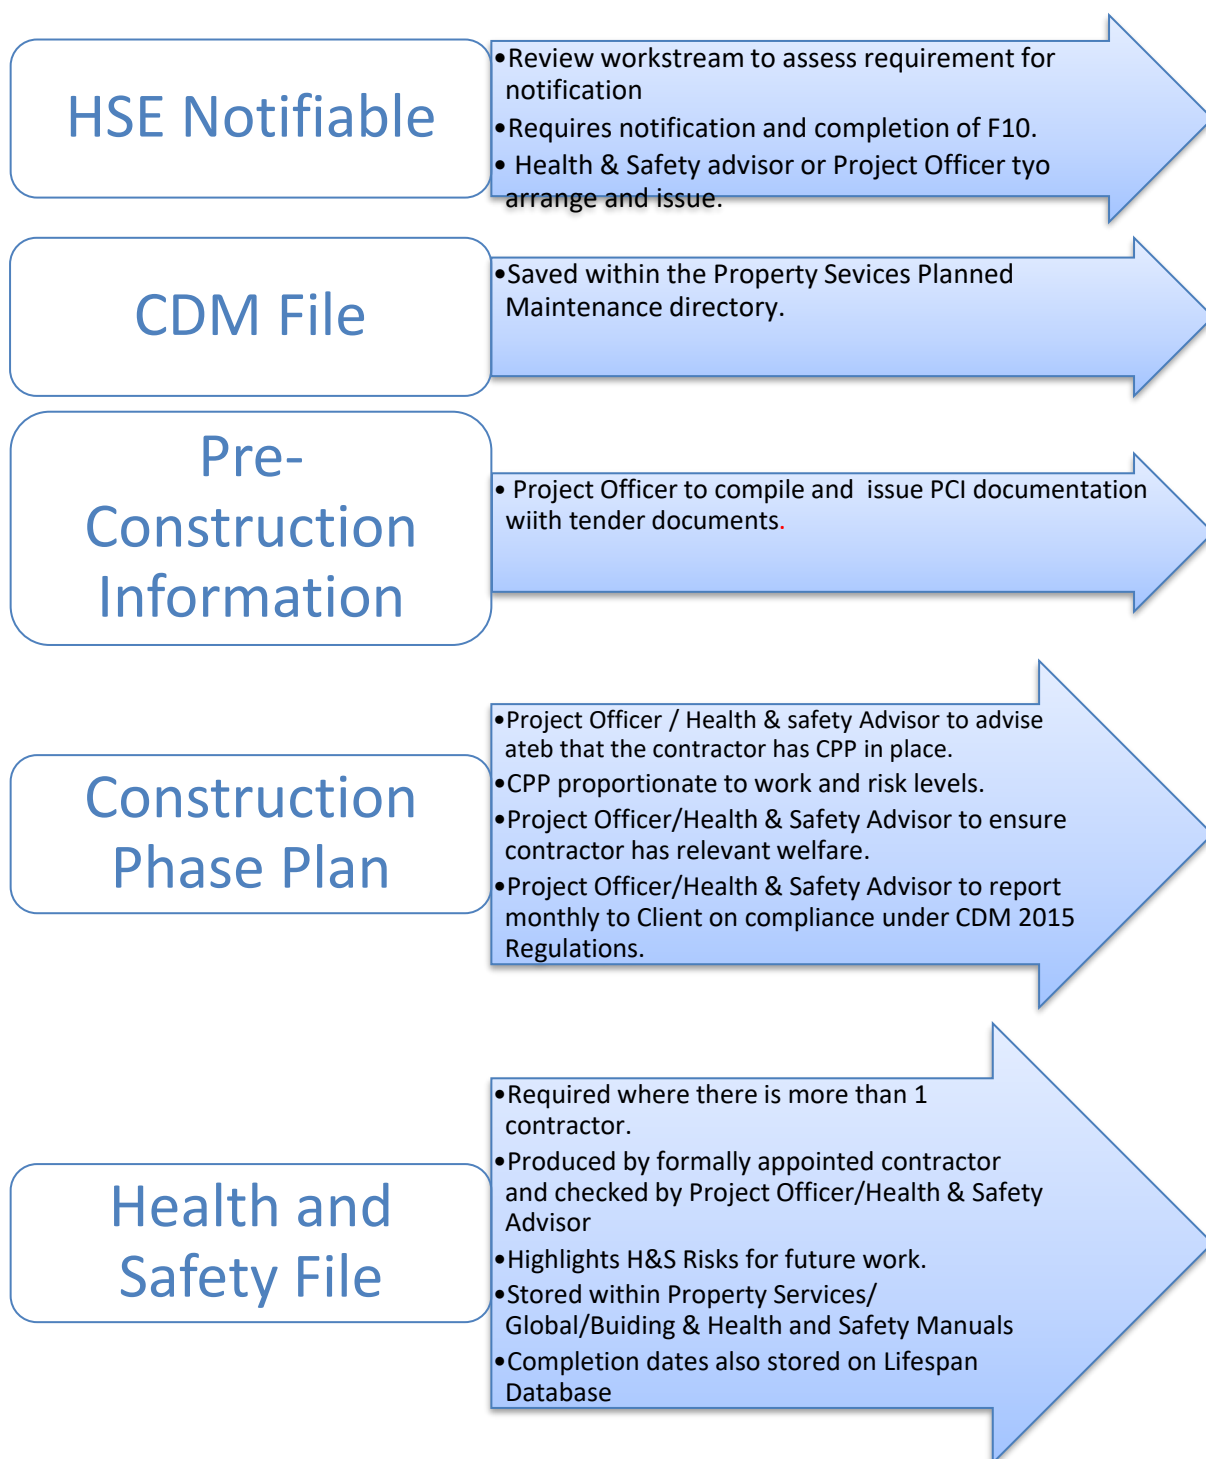 HSE Notifiable
•Review workstream to assess requirement for
notification
•Requires notification and completion of F10.
• Health & Safety advisor or Project Officer tyo
arrange and issue.
CDM File
•Saved within the Property Sevices Planned
Maintenance directory.
Pre-
Construction
Information
• Project Officer to compile and  issue PCI documentation
wiith tender documents.
Construction
Phase Plan
•Project Officer / Health & safety Advisor to advise
ateb that the contractor has CPP in place.
•CPP proportionate to work and risk levels.
•Project Officer/Health & Safety Advisor to ensure
contractor has relevant welfare.
•Project Officer/Health & Safety Advisor to report
monthly to Client on compliance under CDM 2015
Regulations.
Health and
Safety File
•Required where there is more than 1
contractor.
•Produced by formally appointed contractor
and checked by Project Officer/Health & Safety
Advisor
•Highlights H&S Risks for future work.
•Stored within Property Services/
Global/Buiding & Health and Safety Manuals
•Completion dates also stored on Lifespan
Database